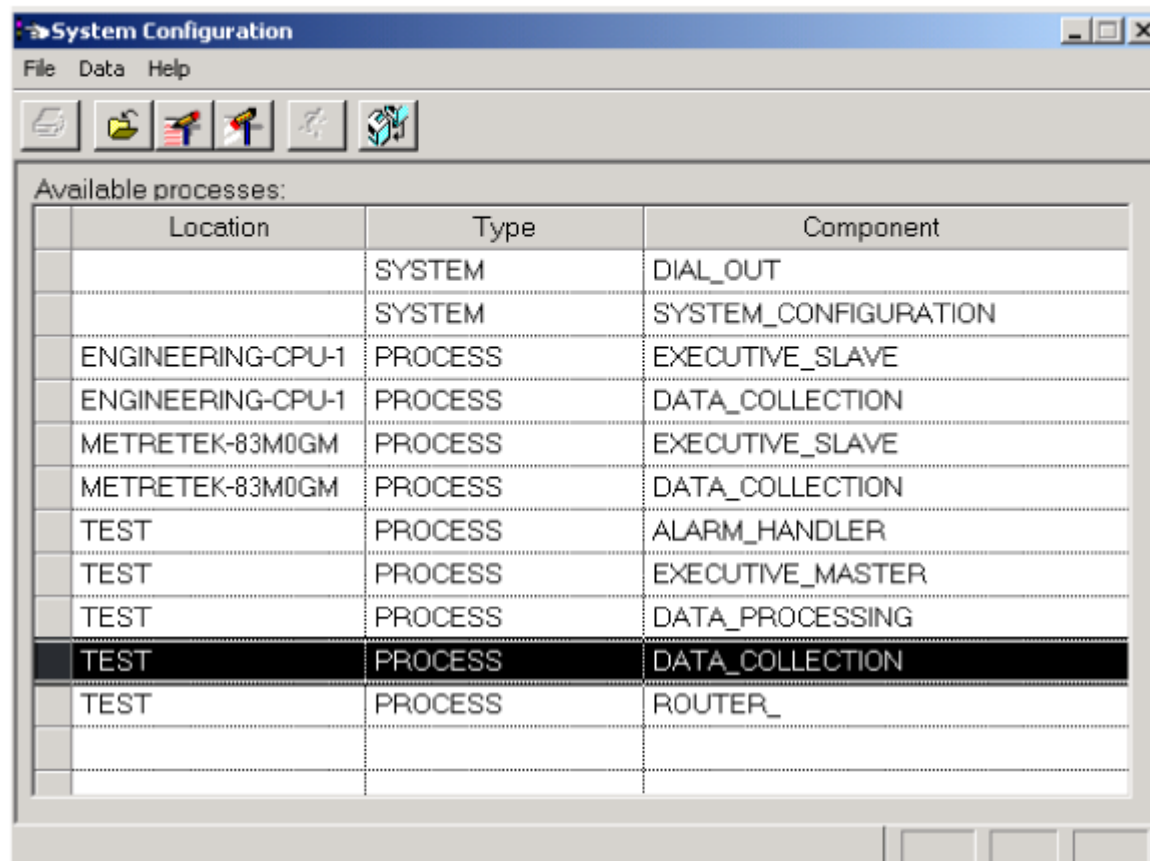 System Configuration
File Data Help
Available processes:
Location Type Component
SYSTEM DIAL_OUT
SYSTEM SYSTEM_CONFIGURATION
ENGINEERING-CPU-1 PROCESS EXECUTIVE_SLAVE
ENGINEERING-CPU-1 PROCESS DATA_COLLECTION
METRETEK-83M0GM PROCESS EXECUTIVE_SLAVE
METRETEK-83M0GM PROCESS DATA_COLLECTION
TEST PROCESS ALARM_HANDLER
TEST PROCESS EXECUTIVE_MASTER
TEST PROCESS DATA_PROCESSING
TEST PROCESS DATA_COLLECTION
TEST PROCESS ROUTER_